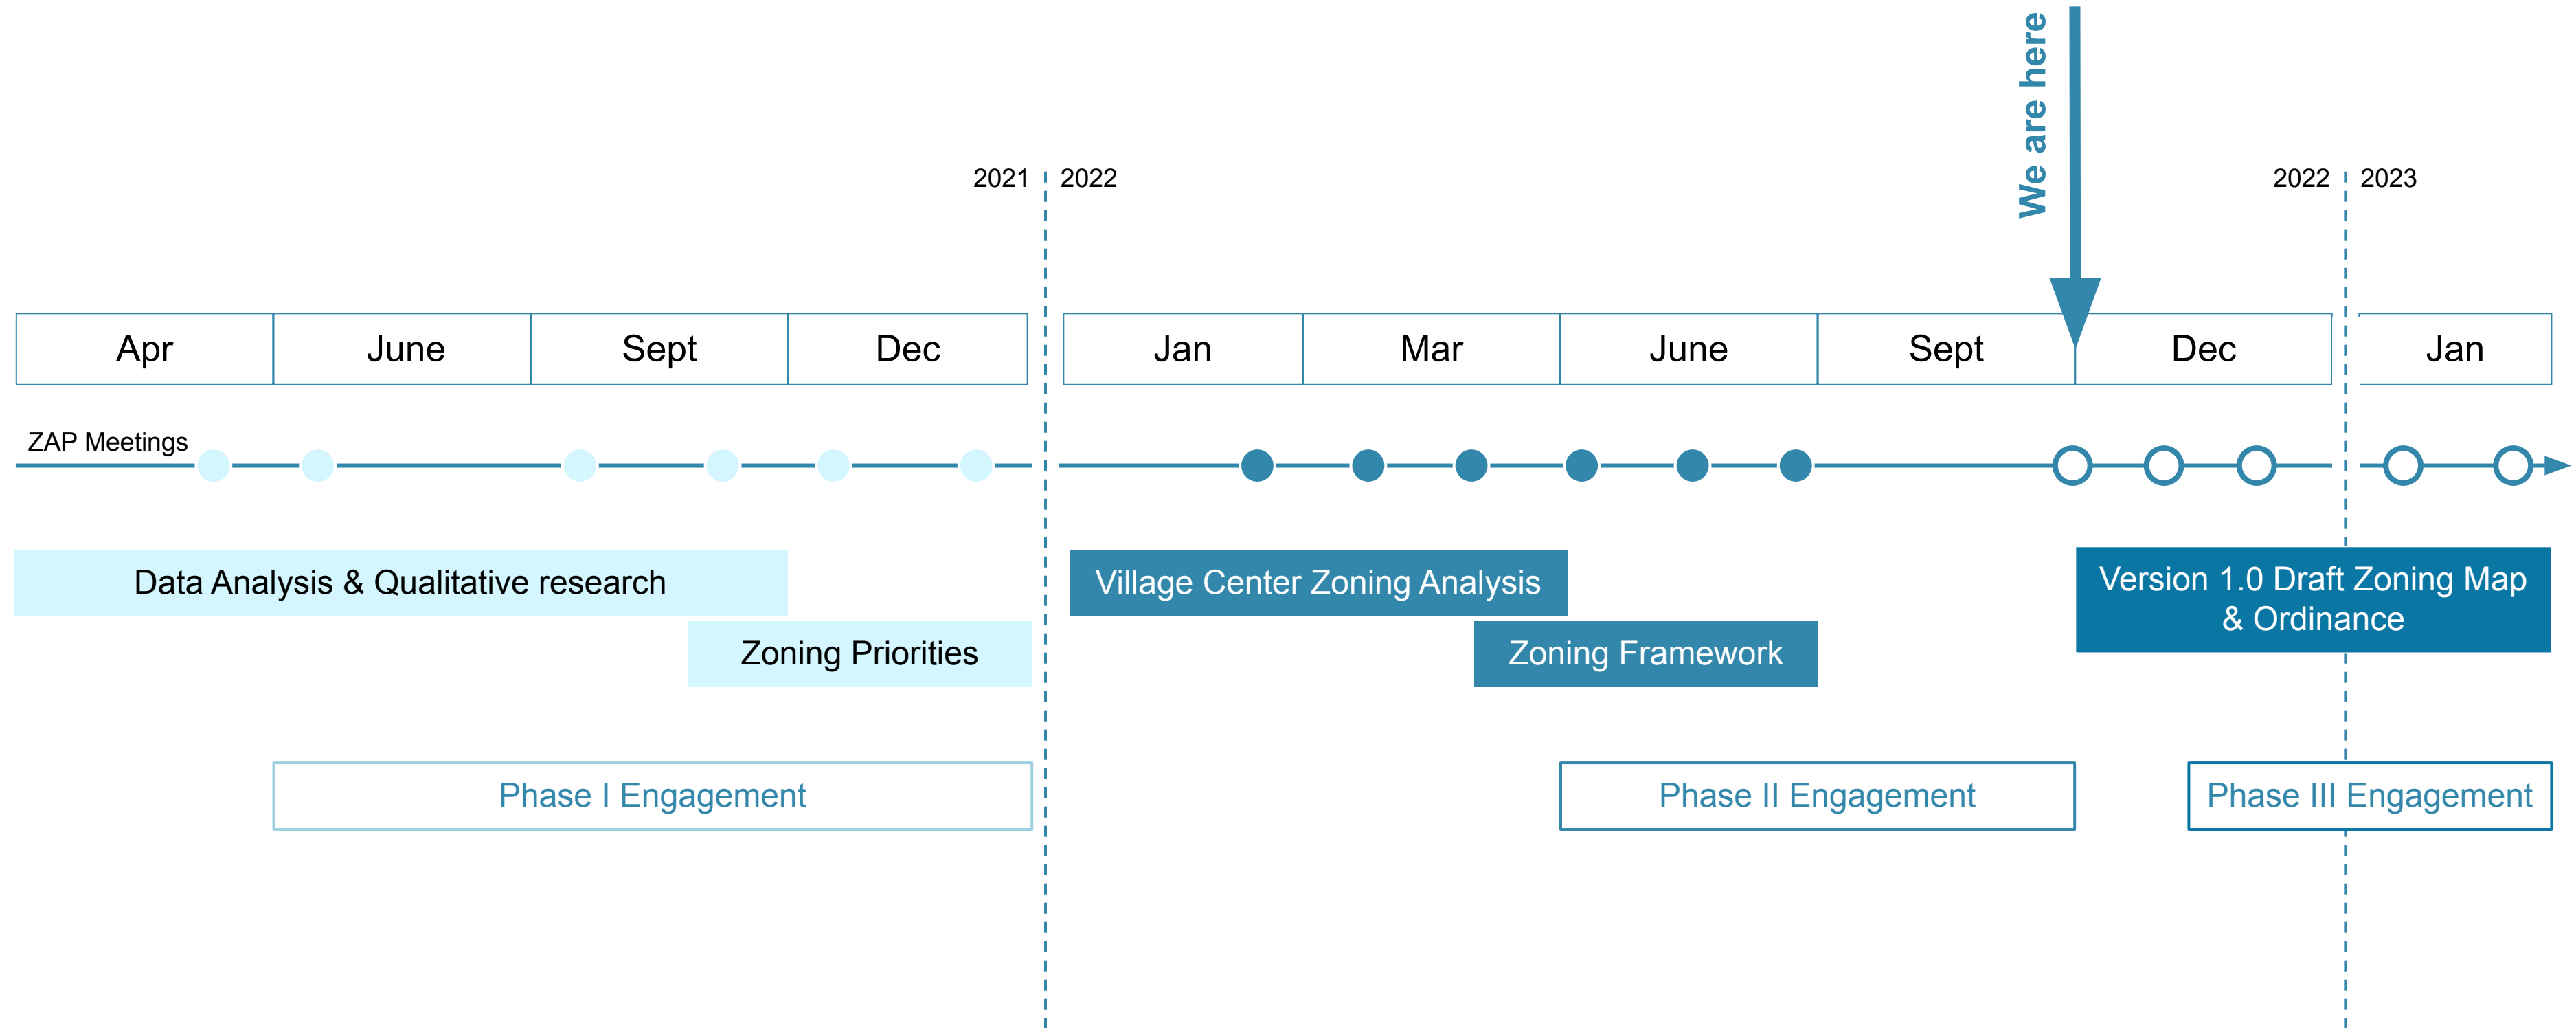 We are here
2021
2022
2022
2023
Apr
June
Sept
Dec
Jan
Mar
June
Sept
Dec
Jan
ZAP Meetings
Data Analysis & Qualitative research
Village Center Zoning Analysis
Version 1.0 Draft Zoning Map
& Ordinance
Zoning Priorities
Zoning Framework
Phase I Engagement
Phase II Engagement
Phase III Engagement